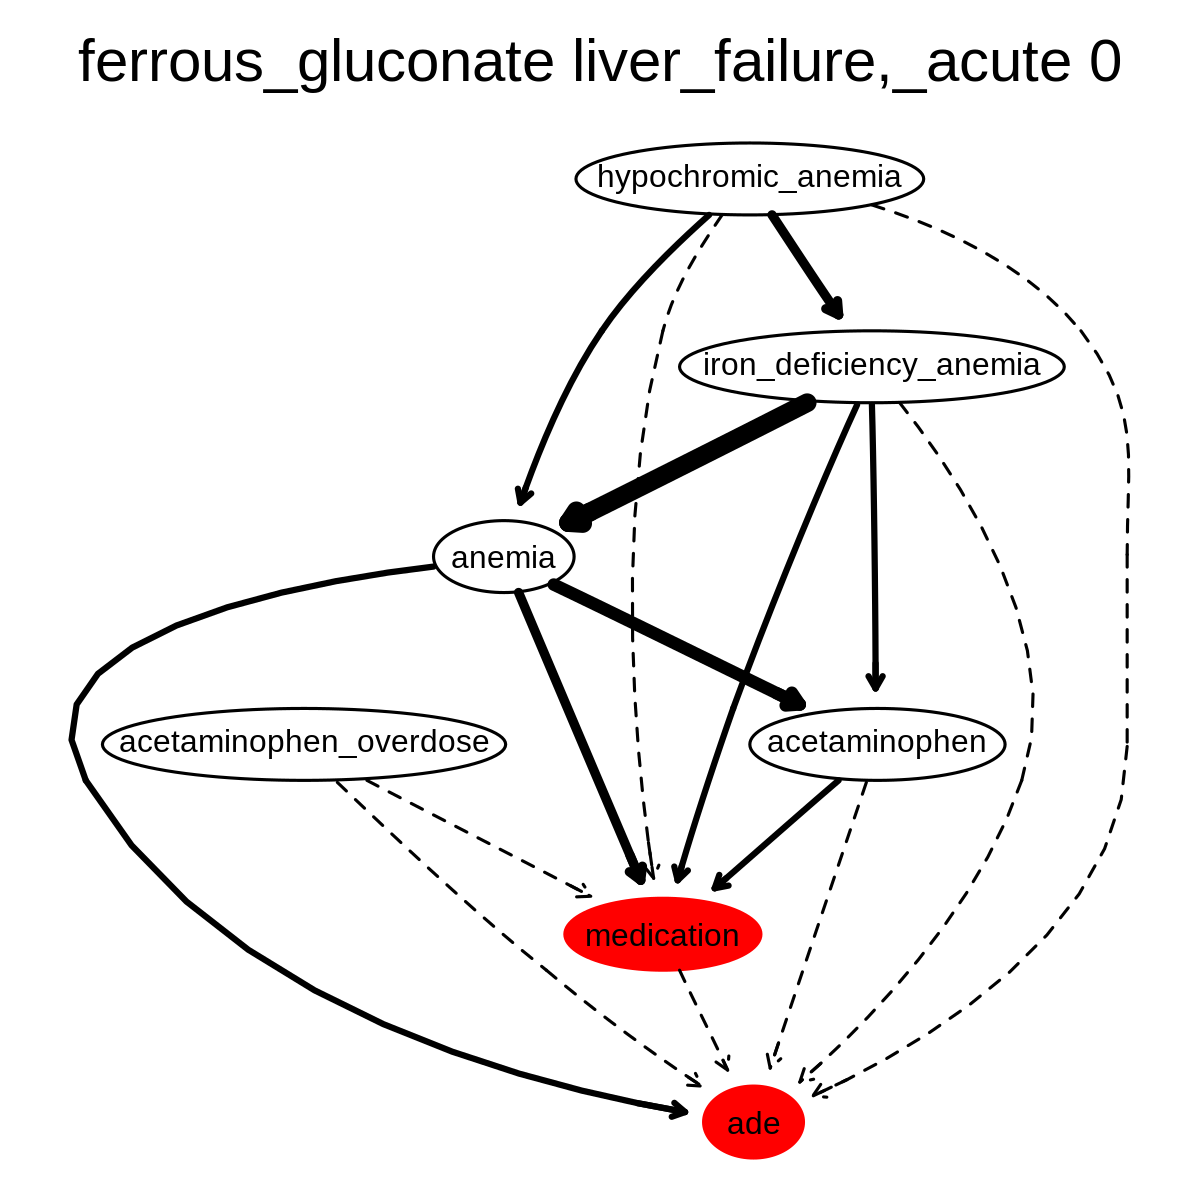 ferrous_gluconate liver_failure,_acute 0
hypochromic_anemia
iron_deficiency_anemia
anemia
acetaminophen_overdose
acetaminophen
medication
ade